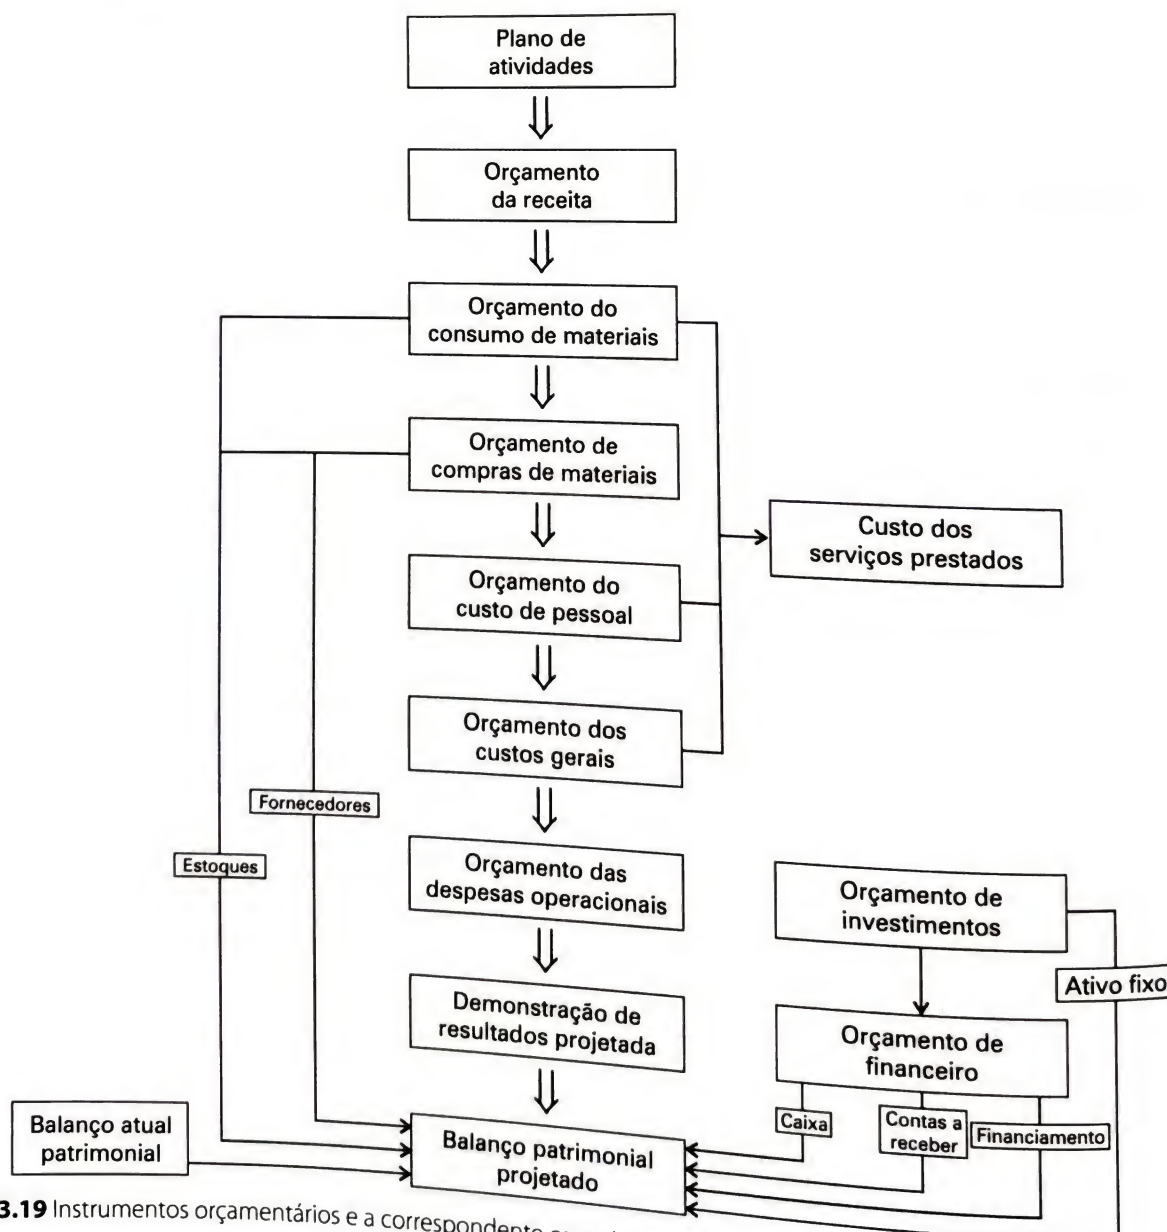 Plano de
atividades
Orçamento
da receita
Orçamento do
consumo de materiais
Orçamento de
compras de materiais
Custo dos
serviços prestados
Orçamento do
custo de pessoal
Orçamento dos
custos gerais
Fornecedores
Estoques
Orçamento das
despesas operacionais
Orçamento de
investimentos
Ativo fixo
Demonstração de
resultados projetada
Orçamento de
financeiro
Caixa
Contas a
receber
Financiamento
Balanço atual
patrimonial
Balanço patrimonial
projetado
3.19 Instrumentos orçamentários e a correspondente